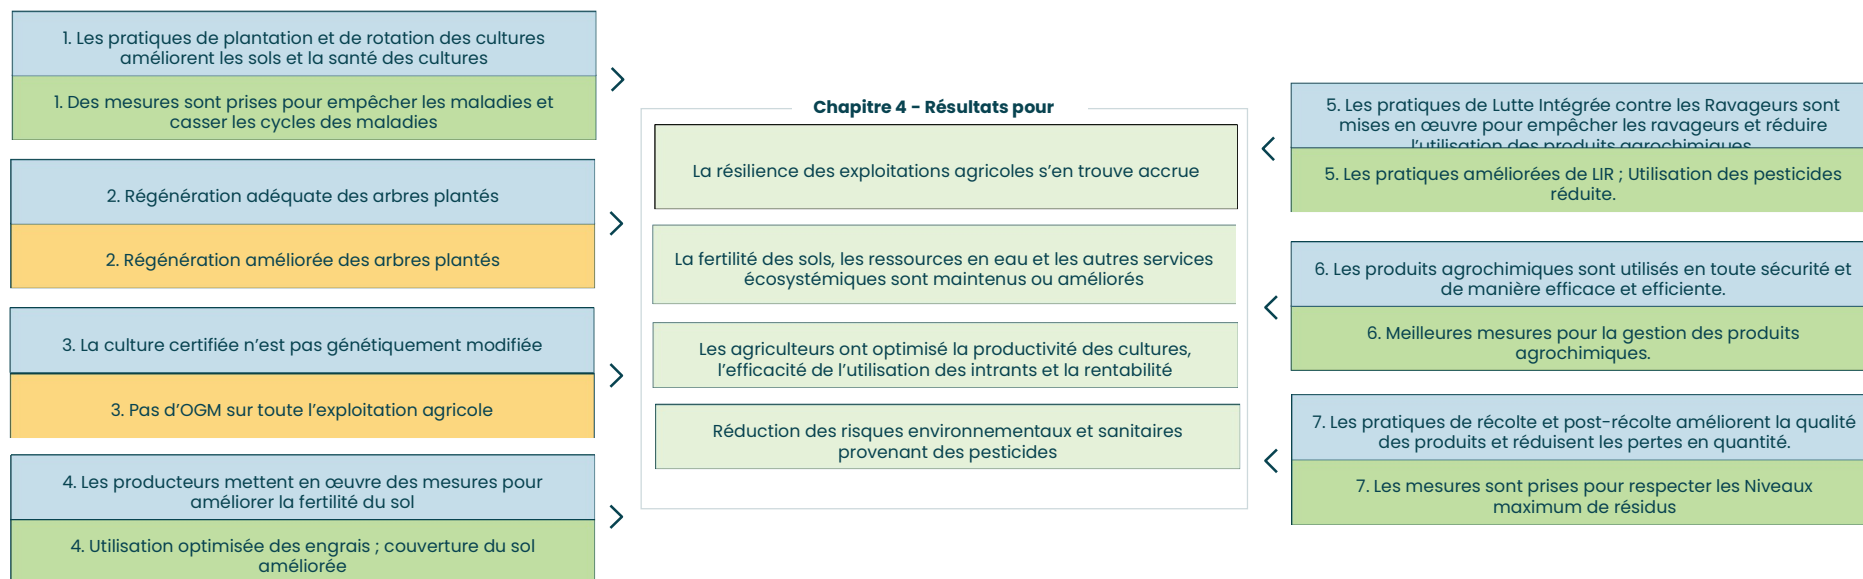 1. Les pratiques de plantation et de rotation des cultures
améliorent les sols et la santé des cultures
1. Des mesures sont prises pour empêcher les maladies et
casser les cycles des maladies
2. Régénération adéquate des arbres plantés
2. Régénération améliorée des arbres plantés
3. La culture certifiée n’est pas génétiquement modifiée
3. Pas d’OGM sur toute l’exploitation agricole
4. Les producteurs mettent en œuvre des mesures pour
améliorer la fertilité du sol
4. Utilisation optimisée des engrais ; couverture du sol
améliorée
Chapitre 4 - Résultats pour
La résilience des exploitations agricoles s’en trouve accrue
La fertilité des sols, les ressources en eau et les autres services
écosystémiques sont maintenus ou améliorés
Les agriculteurs ont optimisé la productivité des cultures,
l’efficacité de l’utilisation des intrants et la rentabilité
Réduction des risques environnementaux et sanitaires
provenant des pesticides
5. Les pratiques de Lutte Intégrée contre les Ravageurs sont
mises en œuvre pour empêcher les ravageurs et réduire
l’utilisation des produits agrochimiques
5. Les pratiques améliorées de LIR ; Utilisation des pesticides
réduite.
6. Les produits agrochimiques sont utilisés en toute sécurité et
de manière efficace et efficiente.
6. Meilleures mesures pour la gestion des produits
agrochimiques.
7. Les pratiques de récolte et post-récolte améliorent la qualité
des produits et réduisent les pertes en quantité.
7. Les mesures sont prises pour respecter les Niveaux
maximum de résidus